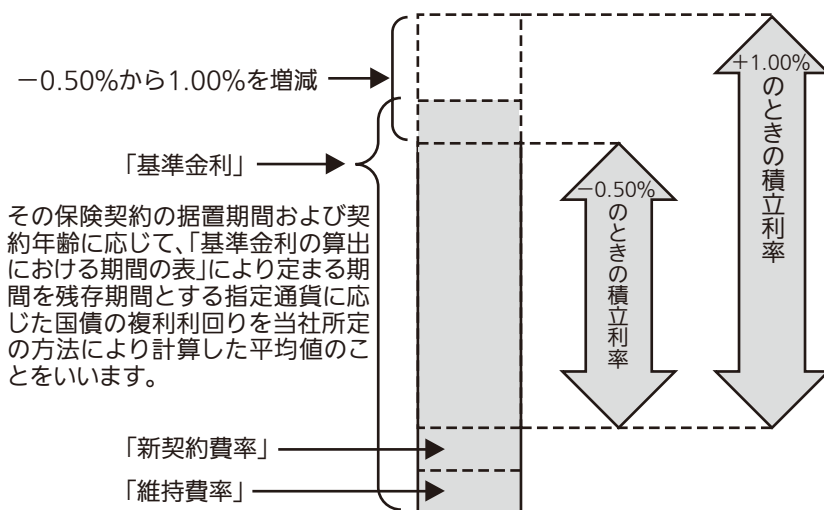 −0.50%から1.00%を増減
「基準金利」
その保険契約の据置期間および契
約年齢に応じて、「基準金利の算出
における期間の表」により定まる期
間を残存期間とする指定通貨に応
じた国債の複利利回りを当社所定
の方法により計算した平均値のこ
とをいいます。
「新契約費率」
「維持費率」
−0.50%
のときの積立利率
+1.00%
のときの積立利率